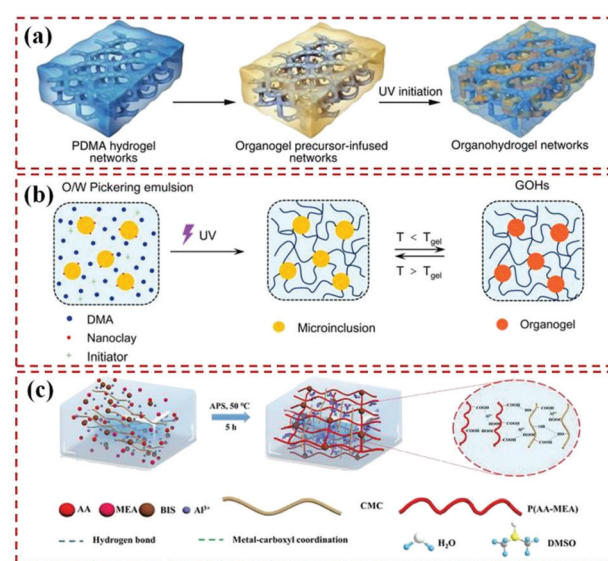 (a)
UV initiation
PDMA hydrogel
networks
Organogel precursor-infused
networks
Organohydrogel networks
(b)
O/W Pickering emulsion
GOHs
UV
T < Tgel
T > Tgel
DMA
Nanoclay
Initiator
Microinclusion
Organogel
(c)
APS, 50 °C
5 h
AA
MEA
BIS
Al³⁺
CMC
P(AA-MEA)
Hydrogen bond
Metal-carboxyl coordination
H₂O
DMSO